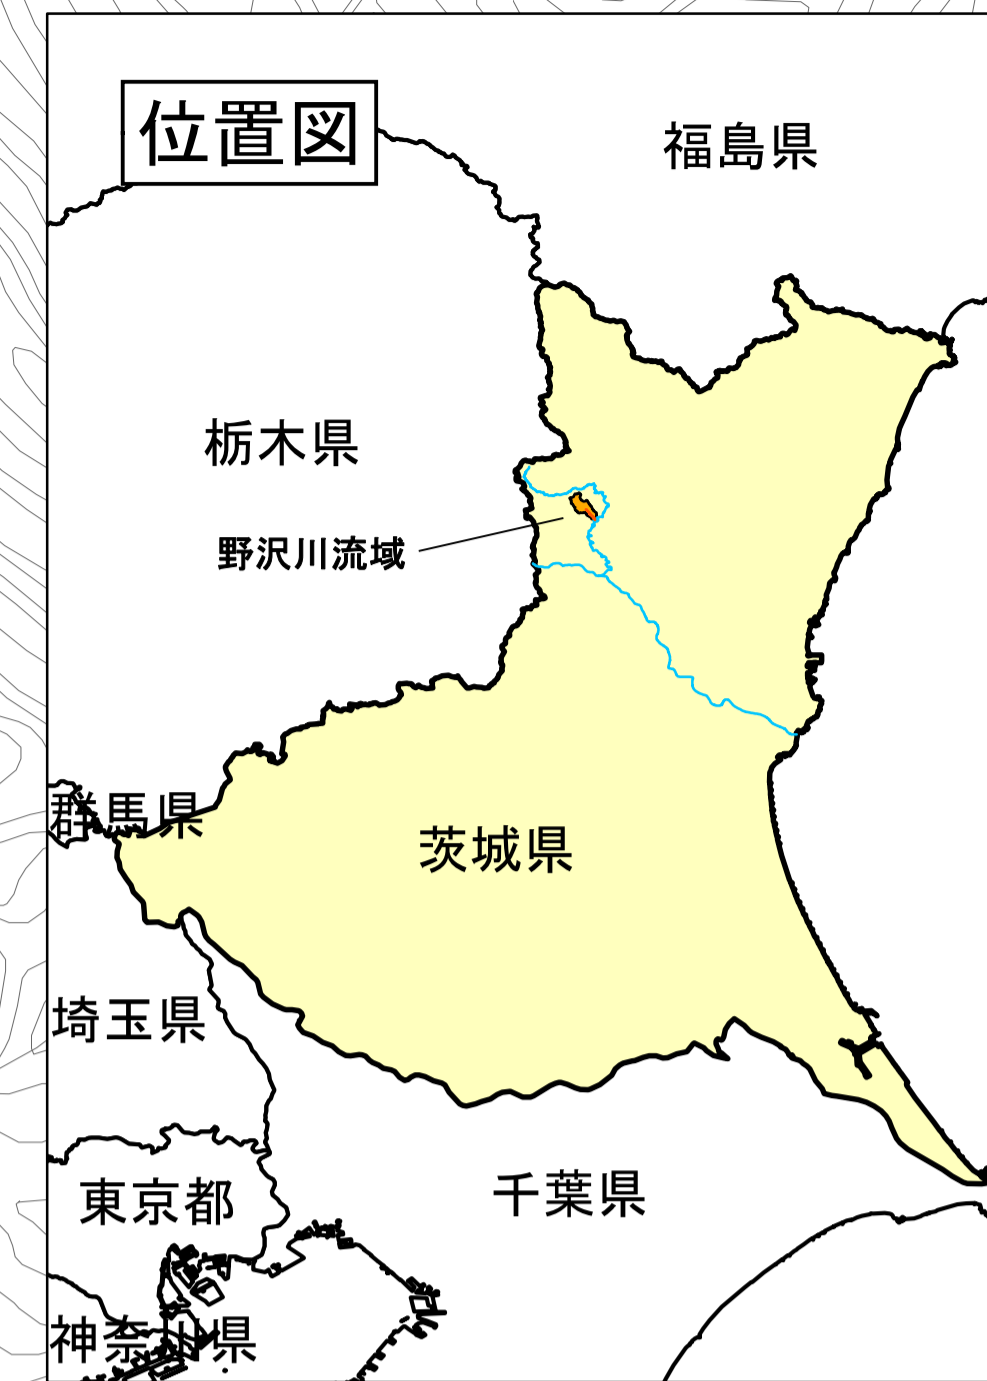 位置図
福島県
栃木県
野沢川流域
群馬県
茨城県
埼玉県
千葉県
東京都
神奈川県